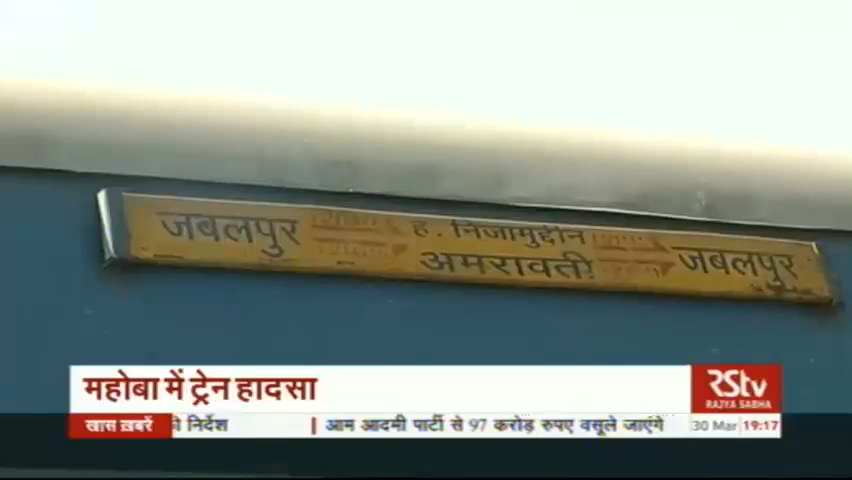 जबलपुर ह. निजामुद्दीन जबलपुर
अमरावती
महोबा में ट्रेन हादसा
RStv
RAJYA SABHA
खास ख़बरें निर्देश | आम आदमी पार्टी से 97 करोड़ रुपए वसूले जाएंगे 30 Mar 19:17